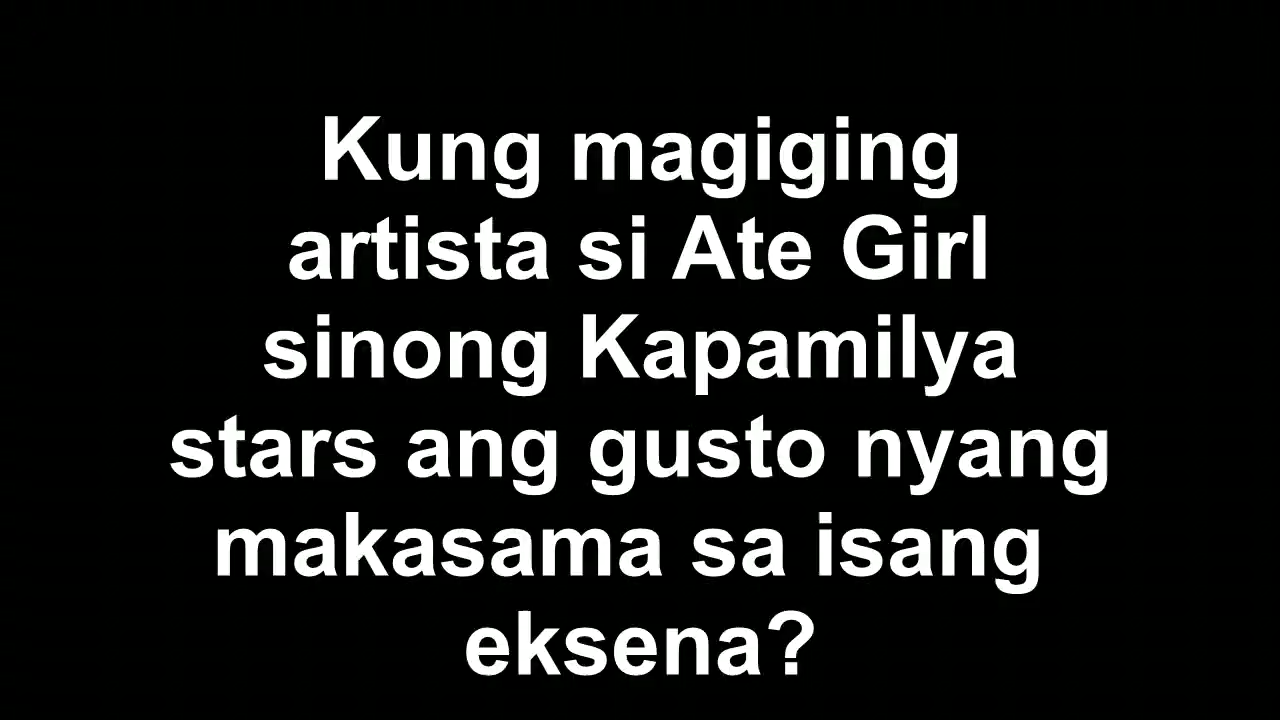 Kung magiging
artista si Ate Girl
sinong Kapamilya
stars ang gusto nyang
makasama sa isang
eksena?